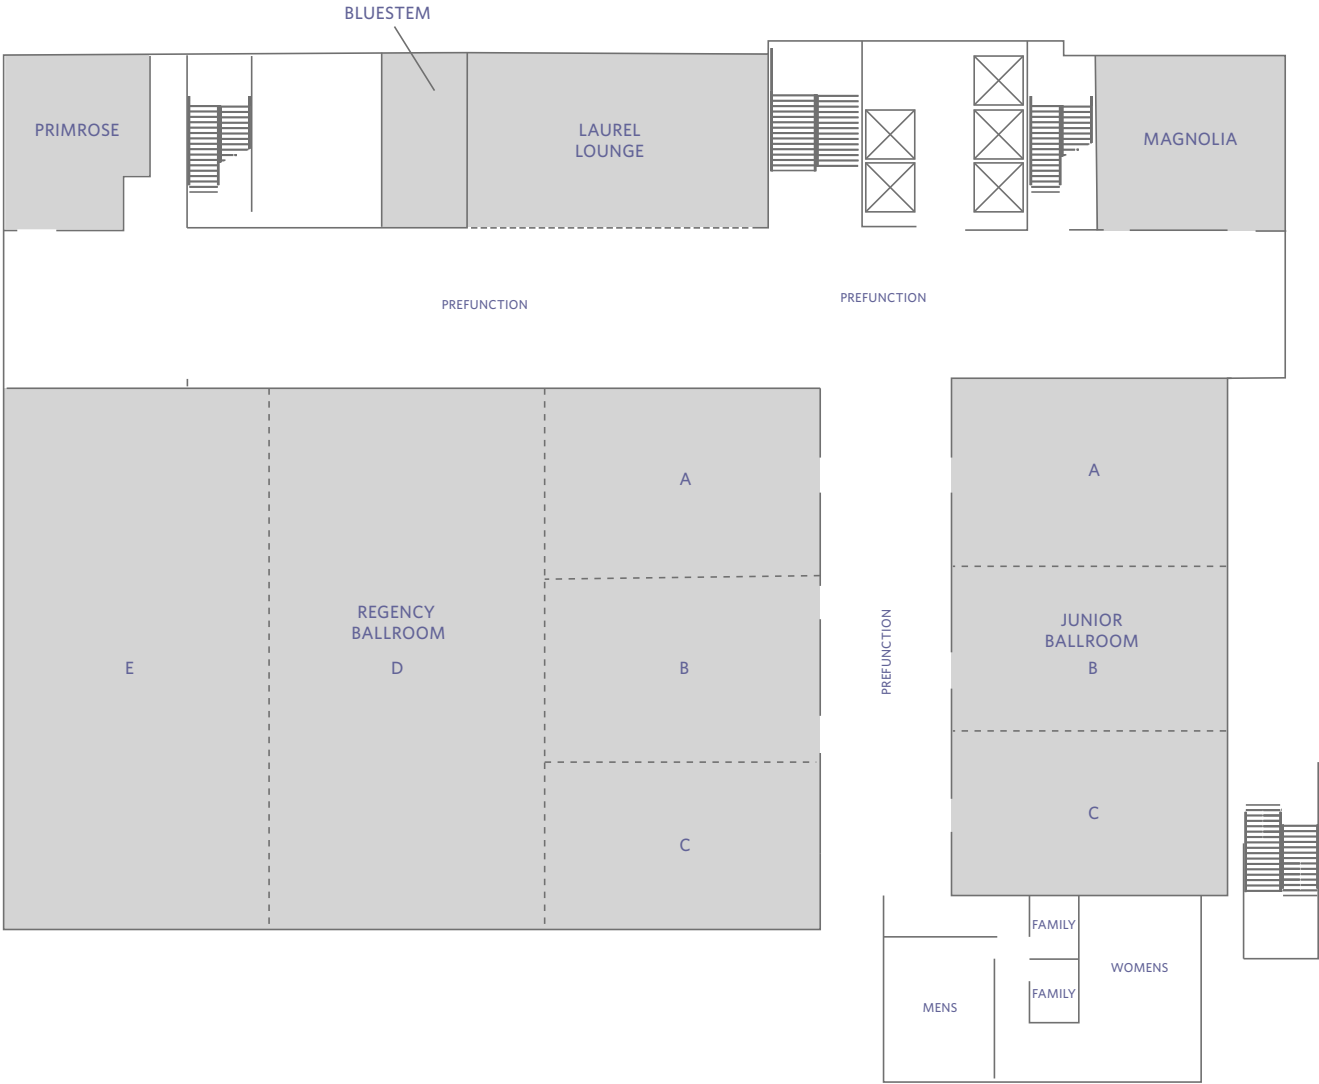 BLUESTEM
PRIMROSE
LAUREL
LOUNGE
MAGNOLIA
PREFUNCTION
PREFUNCTION
A
A
REGENCY
BALLROOM
JUNIOR
BALLROOM
E
D
B
B
PREFUNCTION
C
C
FAMILY
WOMENS
FAMILY
MENS